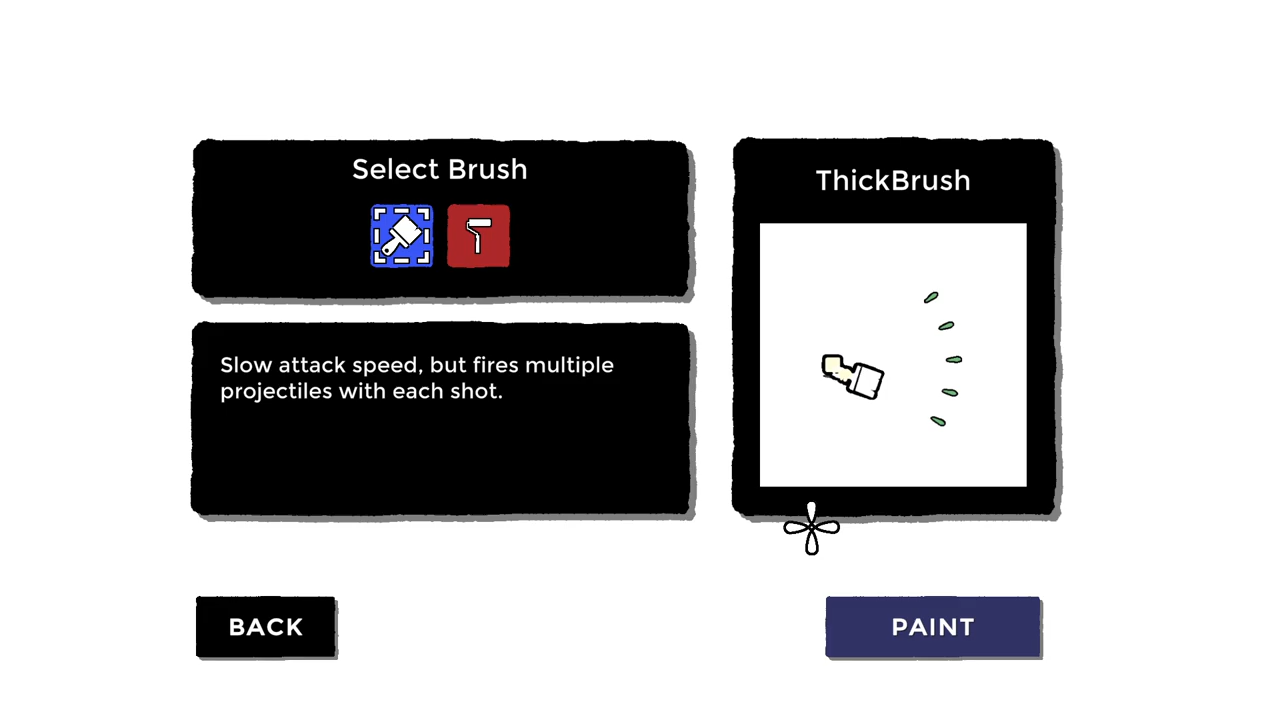 Select Brush
Slow attack speed, but fires multiple
projectiles with each shot.
ThickBrush
BACK
PAINT